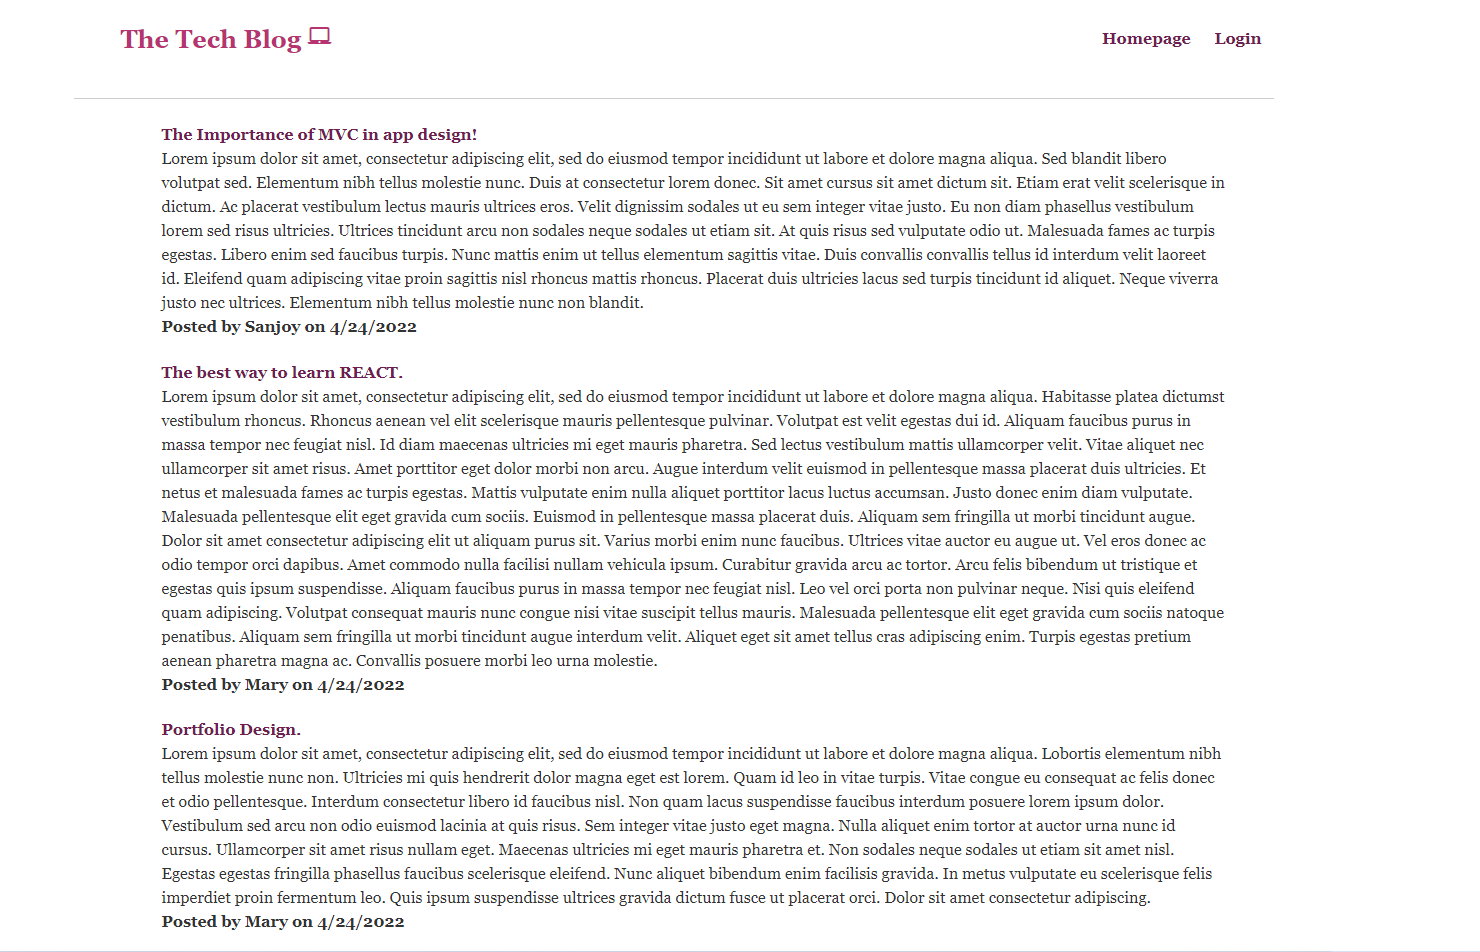 The Tech Blog
Homepage Login
The Importance of MVC in app design!
Lorem ipsum dolor sit amet, consectetur adipiscing elit, sed do eiusmod tempor incididunt ut labore et dolore magna aliqua. Sed blandit libero
volutpat sed. Elementum nibh tellus molestie nunc. Duis at consectetur lorem donec. Sit amet cursus sit amet dictum sit. Etiam erat velit scelerisque in
dictum. Ac placerat vestibulum lectus mauris ultrices eros. Velit dignissim sodales ut eu sem integer vitae justo. Eu non diam phasellus vestibulum
lorem sed risus ultricies. Ultrices tincidunt arcu non sodales neque sodales ut etiam sit. At quis risus sed vulputate odio ut. Malesuada fames ac turpis
egestas. Libero enim sed faucibus turpis. Nunc mattis enim ut tellus elementum sagittis vitae. Duis convallis convallis tellus id interdum velit laoreet
id. Eleifend quam adipiscing vitae proin sagittis nisl rhoncus mattis rhoncus. Placerat duis ultricies lacus sed turpis tincidunt id aliquet. Neque viverra
justo nec ultrices. Elementum nibh tellus molestie nunc non blandit.
Posted by Sanjoy on 4/24/2022
The best way to learn REACT.
Lorem ipsum dolor sit amet, consectetur adipiscing elit, sed do eiusmod tempor incididunt ut labore et dolore magna aliqua. Habitasse platea dictumst
vestibulum rhoncus. Rhoncus aenean vel elit scelerisque mauris pellentesque pulvinar. Volutpat est velit egestas dui id. Aliquam faucibus purus in
massa tempor nec feugiat nisl. Id diam maecenas ultricies mi eget mauris pharetra. Sed lectus vestibulum mattis ullamcorper velit. Vitae aliquet nec
ullamcorper sit amet risus. Amet porttitor eget dolor morbi non arcu. Augue interdum velit euismod in pellentesque massa placerat duis ultricies. Et
netus et malesuada fames ac turpis egestas. Mattis vulputate enim nulla aliquet porttitor lacus luctus accumsan. Justo donec enim diam vulputate.
Malesuada pellentesque elit eget gravida cum sociis. Euismod in pellentesque massa placerat duis. Aliquam sem fringilla ut morbi tincidunt augue.
Dolor sit amet consectetur adipiscing elit ut aliquam purus sit. Varius morbi enim nunc faucibus. Ultrices vitae auctor eu augue ut. Vel eros donec ac
odio tempor orci dapibus. Amet commodo nulla facilisi nullam vehicula ipsum. Curabitur gravida arcu ac tortor. Arcu felis bibendum ut tristique et
egestas quis ipsum suspendisse. Aliquam faucibus purus in massa tempor nec feugiat nisl. Leo vel orci porta non pulvinar neque. Nisi quis eleifend
quam adipiscing. Volutpat consequat mauris nunc congue nisi vitae suscipit tellus mauris. Malesuada pellentesque elit eget gravida cum sociis natoque
penatibus. Aliquam sem fringilla ut morbi tincidunt augue interdum velit. Aliquet eget sit amet tellus cras adipiscing enim. Turpis egestas pretium
aenean pharetra magna ac. Convallis posuere morbi leo urna molestie.
Posted by Mary on 4/24/2022
Portfolio Design.
Lorem ipsum dolor sit amet, consectetur adipiscing elit, sed do eiusmod tempor incididunt ut labore et dolore magna aliqua. Lobortis elementum nibh
tellus molestie nunc non. Ultricies mi quis hendrerit dolor magna eget est lorem. Quam id leo in vitae turpis. Vitae congue eu consequat ac felis donec
et odio pellentesque. Interdum consectetur libero id faucibus nisl. Non quam lacus suspendisse faucibus interdum posuere lorem ipsum dolor.
Vestibulum sed arcu non odio euismod lacinia at quis risus. Sem integer vitae justo eget magna. Nulla aliquet enim tortor at auctor urna nunc id
cursus. Ullamcorper sit amet risus nullam eget. Maecenas ultricies mi eget mauris pharetra et. Non sodales neque sodales ut etiam sit amet nisl.
Egestas egestas fringilla phasellus faucibus scelerisque eleifend. Nunc aliquet bibendum enim facilisis gravida. In metus vulputate eu scelerisque felis
imperdiet proin fermentum leo. Quis ipsum suspendisse ultrices gravida dictum fusce ut placerat orci. Dolor sit amet consectetur adipiscing.
Posted by Mary on 4/24/2022